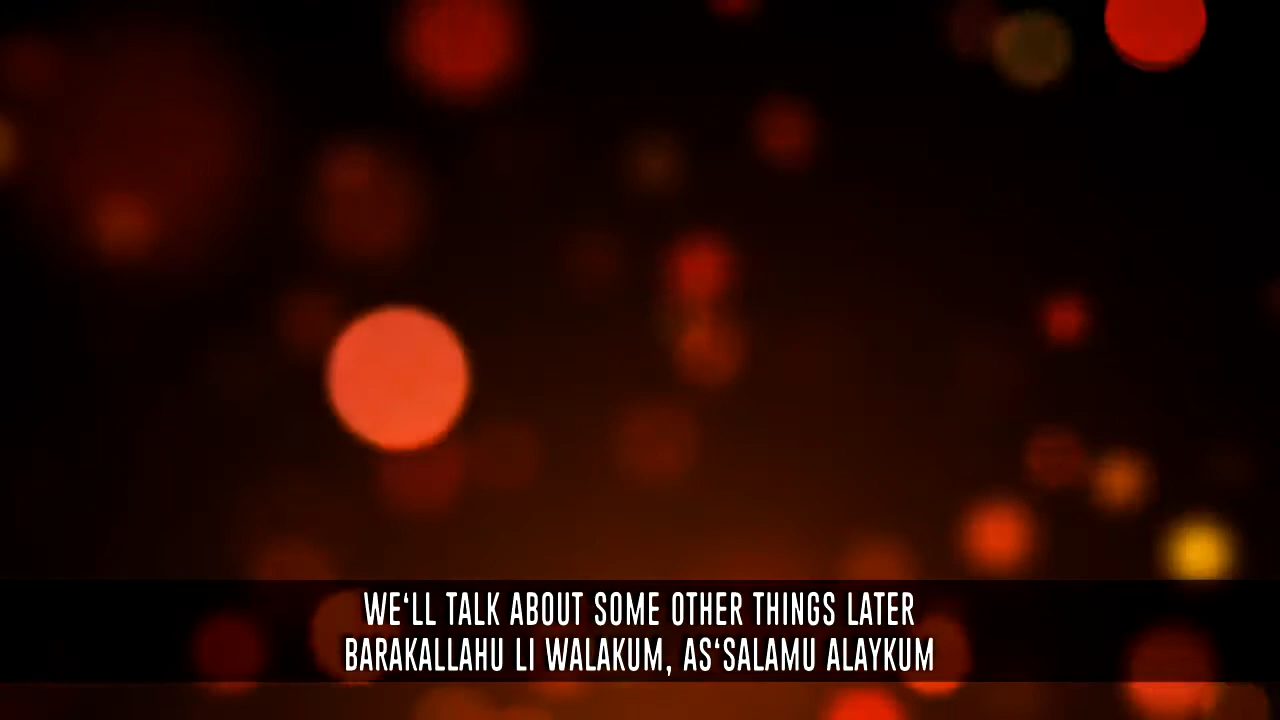 WE‘LL TALK ABOUT SOME OTHER THINGS LATER
BARAKALLAHU LI WALAKUM, AS‘SALAMU ALAYKUM